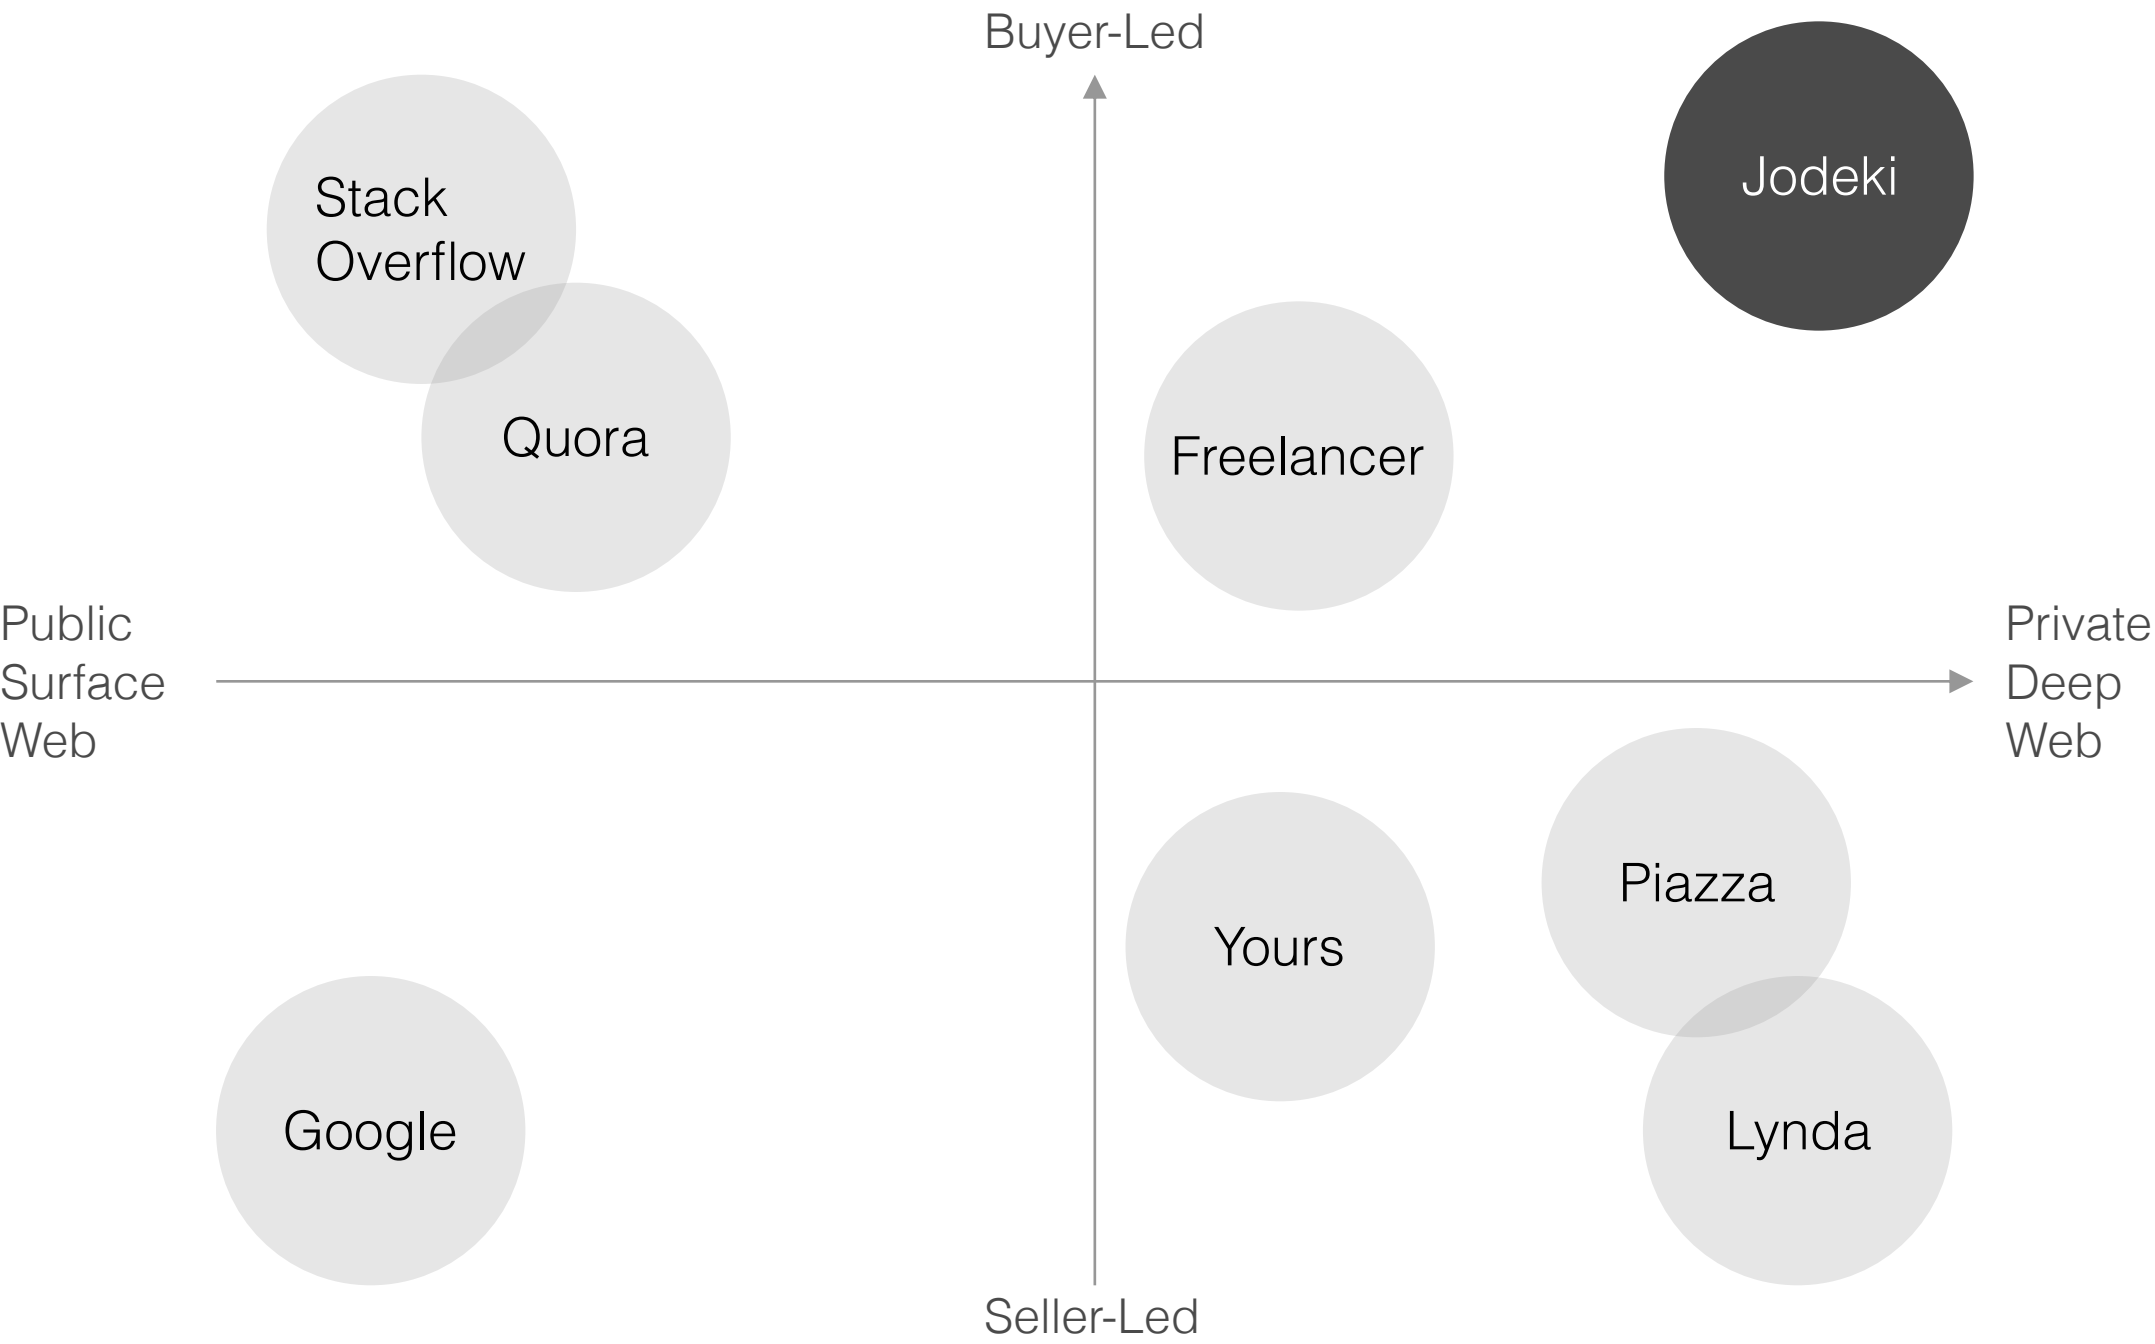 Buyer-Led
Stack
Overflow
Jodeki
Quora
Freelancer
Public
Surface
Web
Private
Deep
Web
Piazza
Yours
Google
Lynda
Seller-Led